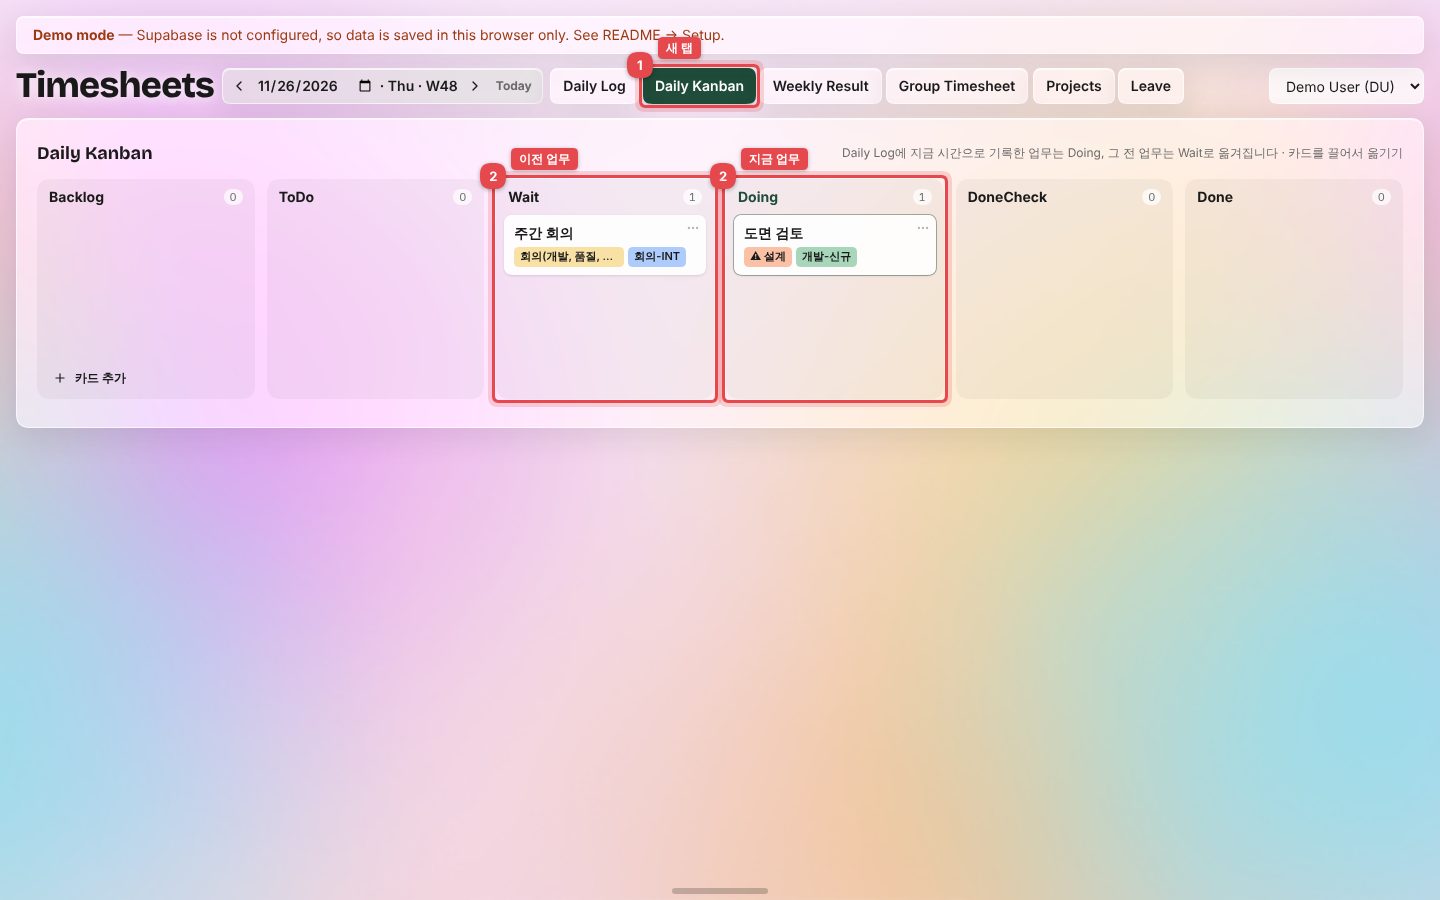 Demo mode — Supabase is not configured, so data is saved in this browser only. See README → Setup.
새 탭
1
Timesheets
11/26/2026 · Thu · W48 Today
Daily Log
Daily Kanban
Weekly Result
Group Timesheet
Projects
Leave
Demo User (DU)
Daily Kanban
Daily Log에 지금 시간으로 기록한 업무는 Doing, 그 전 업무는 Wait로 옮겨집니다 · 카드를 끌어서 옮기기
2 이전 업무
2 지금 업무
Backlog 0
ToDo 0
Wait 1
Doing 1
DoneCheck 0
Done 0
주간 회의
회의(개발, 품질, ...
회의-INT
도면 검토
설계
개발-신규
카드 추가